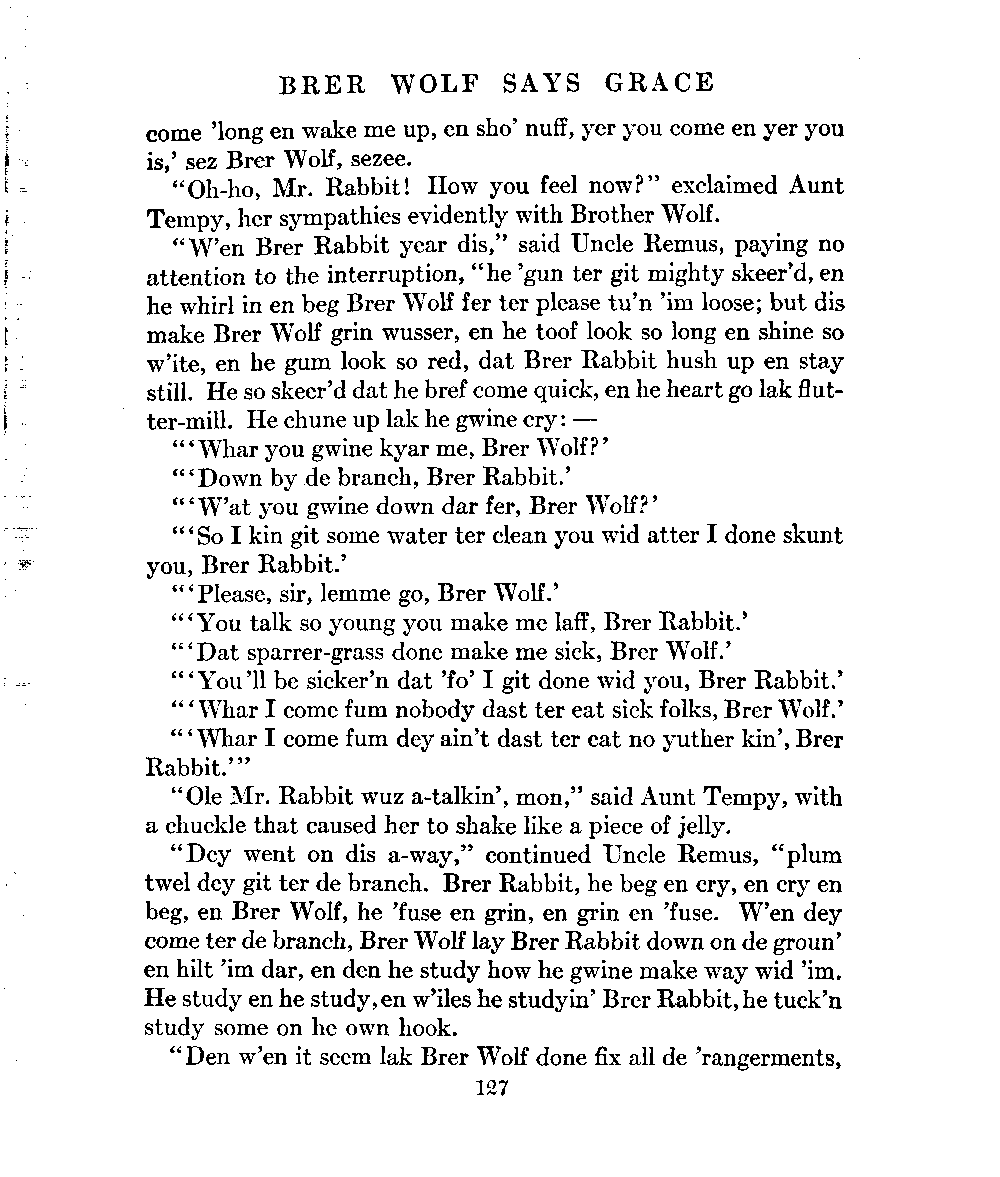 BRER WOLF SAYS GRACE
come ’long en wake me up, en sho’ nuff, yer you come en yer you
is,’ sez Brer Wolf, sezee.
“Oh-ho, Mr. Rabbit! How you feel now?” exclaimed Aunt
Tempy, her sympathies evidently with Brother Wolf.
“W’en Brer Rabbit year dis,” said Uncle Remus, paying no
attention to the interruption, “he ’gun ter git mighty skeer’d, en
he whirl in en beg Brer Wolf fer ter please tu’n ’im loose; but dis
make Brer Wolf grin wusser, en he toof look so long en shine so
w’ite, en he gum look so red, dat Brer Rabbit hush up en stay
still. He so skeer’d dat he bref come quick, en he heart go lak flut-
ter-mill. He chune up lak he gwine cry: —
“‘Whar you gwine kyar me, Brer Wolf?’
“‘Down by de branch, Brer Rabbit.’
“‘W’at you gwine down dar fer, Brer Wolf?’
“‘So I kin git some water ter clean you wid atter I done skunt
you, Brer Rabbit.’
“‘Please, sir, lemme go, Brer Wolf.’
“‘You talk so young you make me laff, Brer Rabbit.’
“‘Dat sparrer-grass done make me sick, Brer Wolf.’
“‘You’ll be sicker’n dat ’fo’ I git done wid you, Brer Rabbit.’
“‘Whar I come fum nobody dast ter eat sick folks, Brer Wolf.’
“‘Whar I come fum dey ain’t dast ter eat no yuther kin’, Brer
Rabbit.’”
“Ole Mr. Rabbit wuz a-talkin’, mon,” said Aunt Tempy, with
a chuckle that caused her to shake like a piece of jelly.
“Dey went on dis a-way,” continued Uncle Remus, “plum
twel dey git ter de branch. Brer Rabbit, he beg en cry, en cry en
beg, en Brer Wolf, he ’fuse en grin, en grin en ’fuse. W’en dey
come ter de branch, Brer Wolf lay Brer Rabbit down on de groun’
en hilt ’im dar, en den he study how he gwine make way wid ’im.
He study en he study, en w’iles he studyin’ Brer Rabbit, he tuck’n
study some on he own hook.
“Den w’en it seem lak Brer Wolf done fix all de ’rangerments,
127